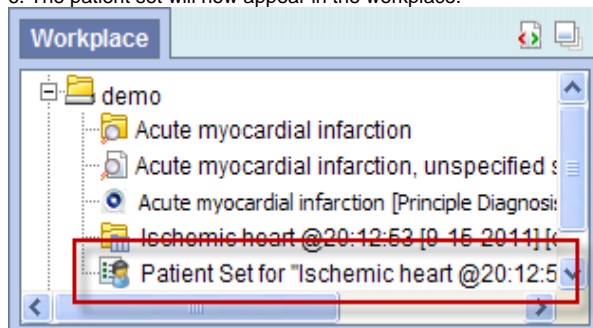 The patient set will now appear in the workplace.
Workplace
demo
Acute myocardial infarction
Acute myocardial infarction, unspecified s
Acute myocardial infarction [Principle Diagnosis
Ischemic heart @20:12:53 [9-15-2011] [
Patient Set for "Ischemic heart @20:12:5